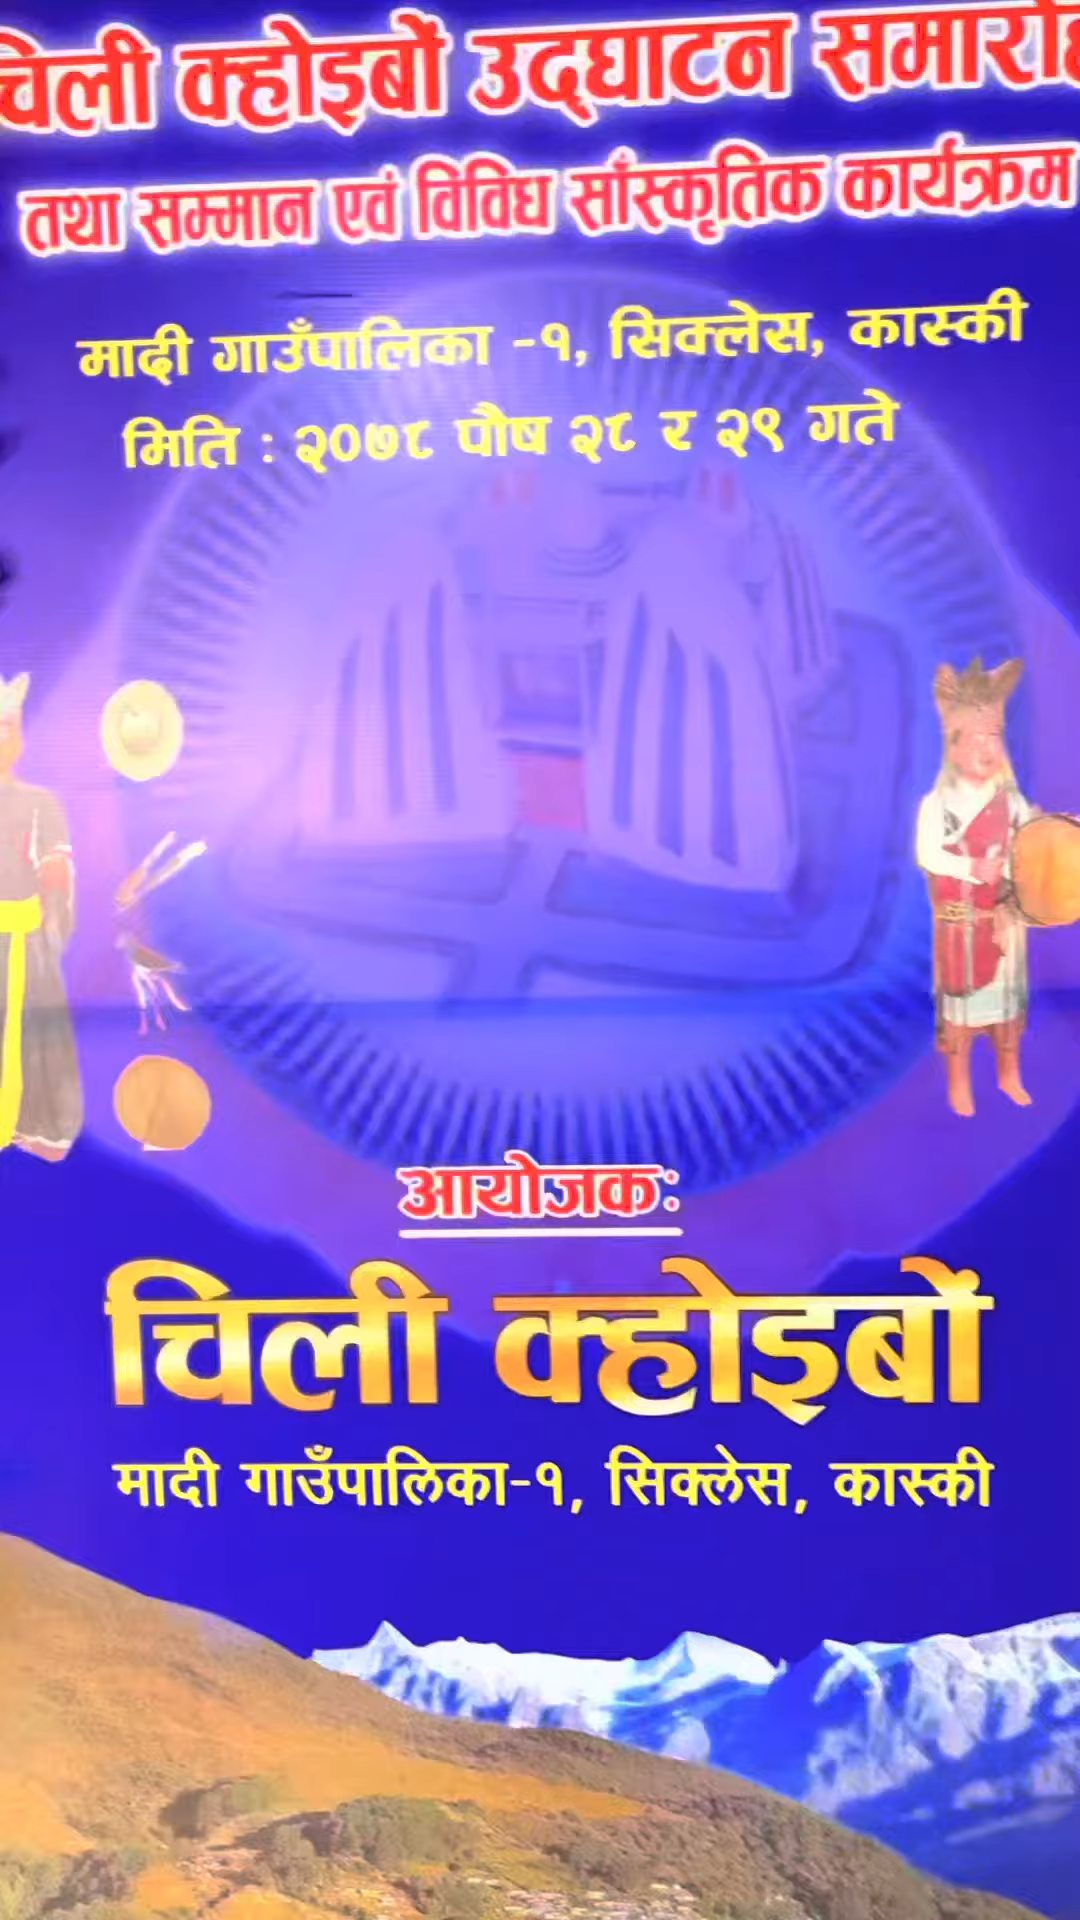 चिली क्होइबों उद्घाटन समारोह
तथा सम्मान एवं विविध साँस्कृतिक कार्यक्रम
मादी गाउँपालिका -१, सिक्लेस, कास्की
मिति : २०७८ पौष २८ र २९ गते
आयोजकः
चिली क्होइबों
मादी गाउँपालिका-१, सिक्लेस, कास्की